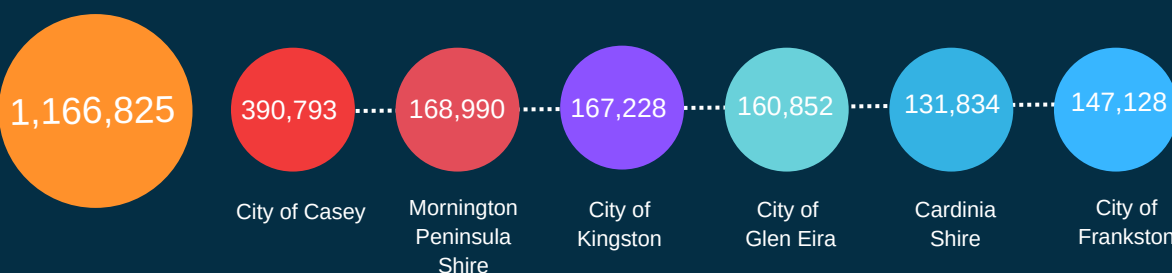 1,166,825
390,793
168,990
167,228
160,852
131,834
147,128
City of Casey
Mornington
Peninsula
Shire
City of
Kingston
City of
Glen Eira
Cardinia
Shire
City of
Frankston